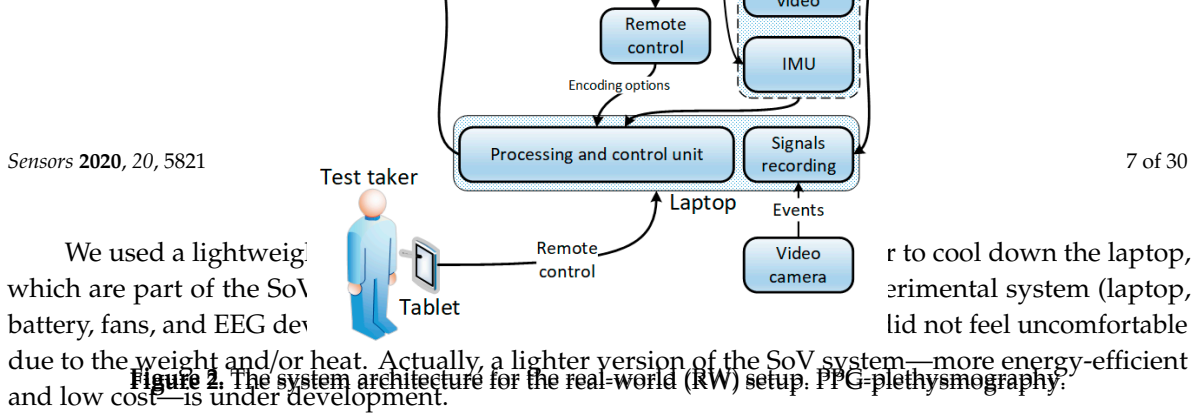 video
Remote
control
IMU
Encoding options
Processing and control unit
Signals
recording
Sensors 2020, 20, 5821
7 of 30
Test taker
Laptop
Events
We used a
r to cool down the laptop,
Remote
control
Video
camera
which are part of the
erimental system (laptop,
Tablet
battery, fans, and EEG
did not feel uncomfortable
due to the weight and/or heat. Actually, a lighter version of the SoV system—more energy-efficient
Figure 2. The system architecture for the real-world (RW) setup. PPG-plethysmography.
and low cost—is under development.